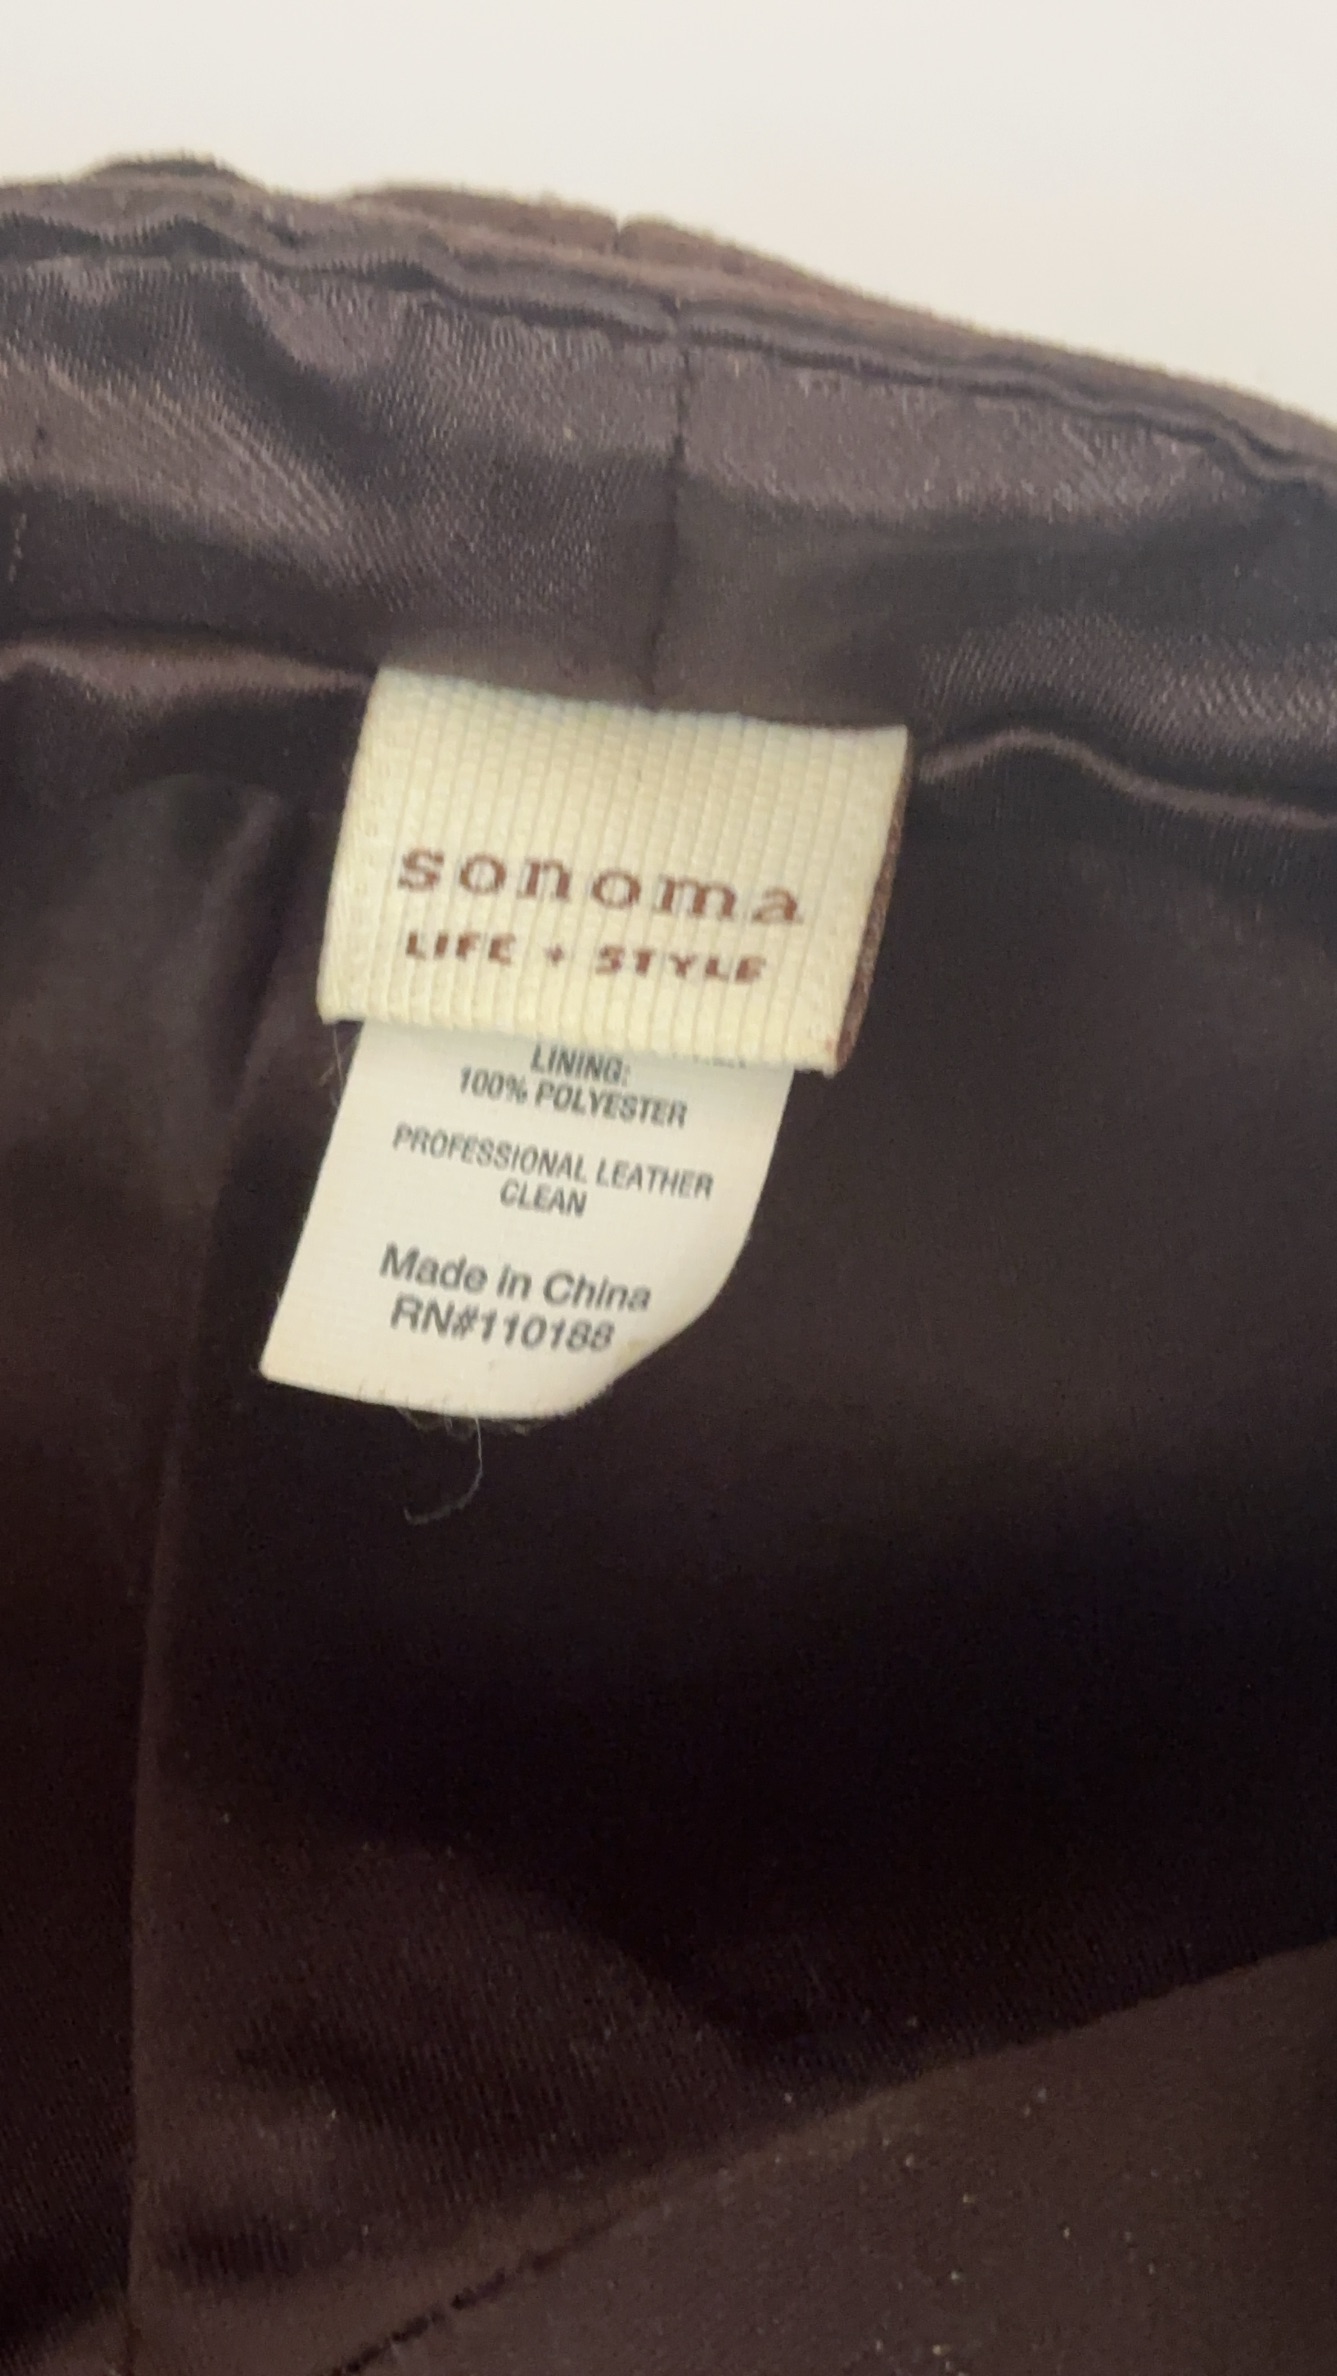 sonoma
LIFE + STYLE
LINING:
100% POLYESTER
PROFESSIONAL LEATHER
CLEAN
Made in China
RN#110188